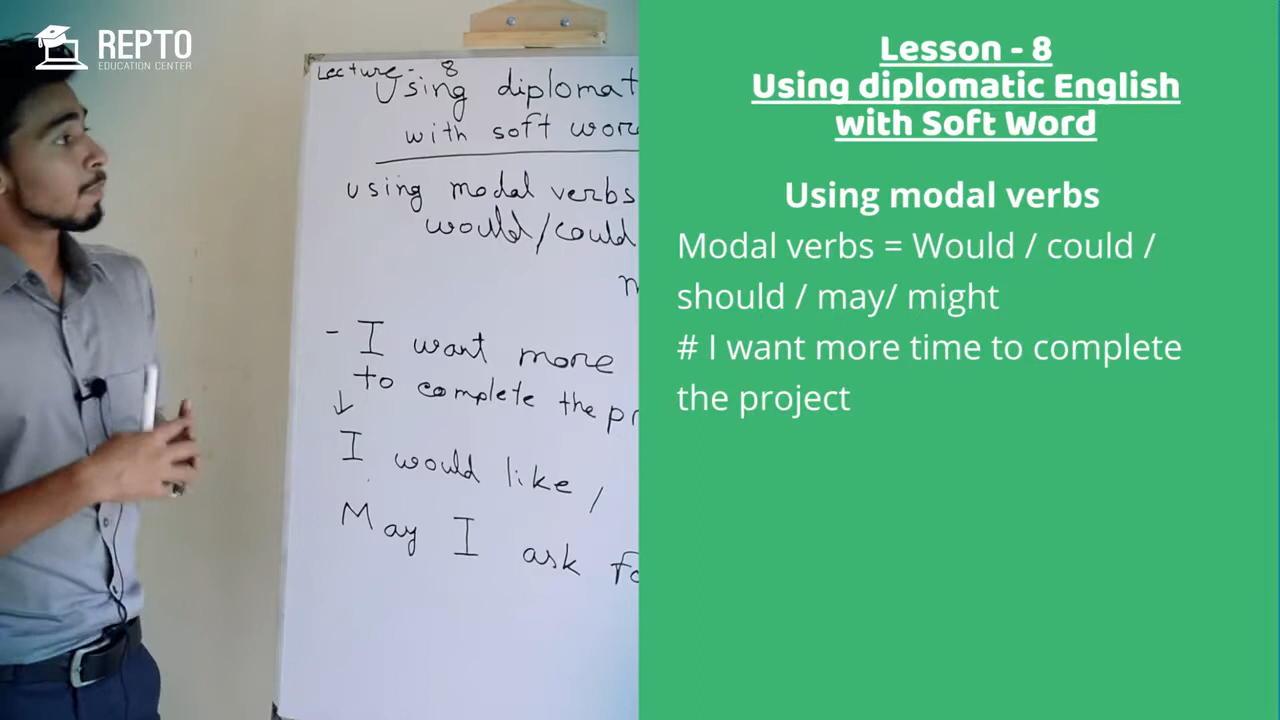 REPTO
EDUCATION CENTER
Lecture - 8
Using diplomat
with soft wor
using modal verbs
would/could
- I want more
to complete the pr
↓
I would like /
May I ask fo
Lesson - 8
Using diplomatic English
with Soft Word
Using modal verbs
Modal verbs = Would / could /
should / may/ might
# I want more time to complete
the project